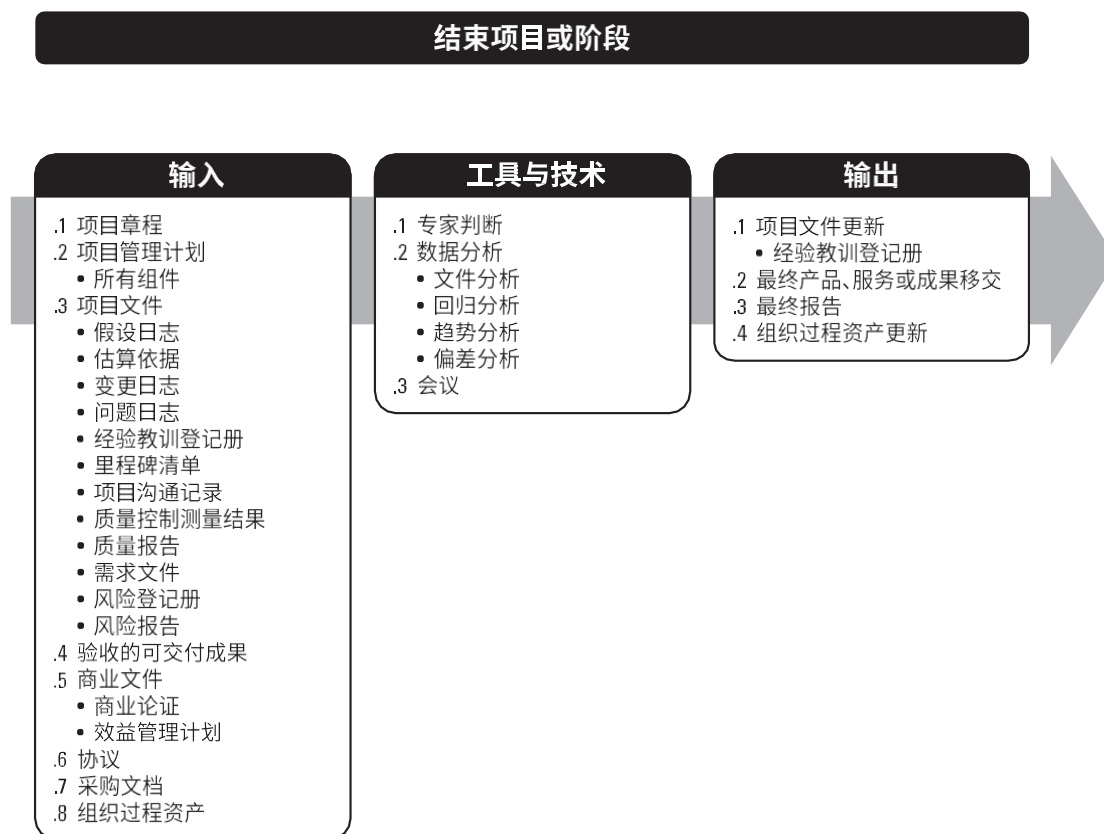 结束项目或阶段
输入
.1 项目章程
.2 项目管理计划
• 所有组件
.3 项目文件
• 假设日志
• 估算依据
• 变更日志
• 问题日志
• 经验教训登记册
• 里程碑清单
• 项目沟通记录
• 质量控制测量结果
• 质量报告
• 需求文件
• 风险登记册
• 风险报告
.4 验收的可交付成果
.5 商业文件
• 商业论证
• 效益管理计划
.6 协议
.7 采购文档
.8 组织过程资产
工具与技术
.1 专家判断
.2 数据分析
• 文件分析
• 回归分析
• 趋势分析
• 偏差分析
.3 会议
输出
.1 项目文件更新
• 经验教训登记册
.2 最终产品、服务或成果移交
.3 最终报告
.4 组织过程资产更新